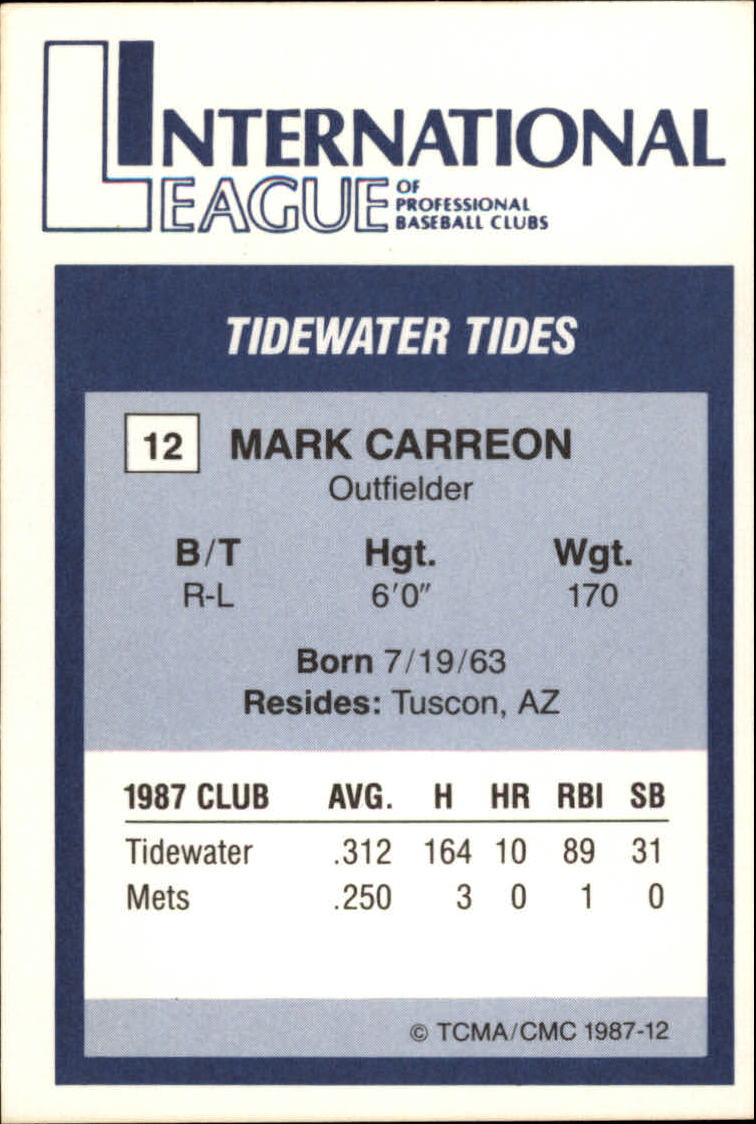 INTERNATIONAL
LEAGUE OF PROFESSIONAL BASEBALL CLUBS
TIDEWATER TIDES
12 MARK CARREON
Outfielder
B/T Hgt. Wgt.
R-L 6'0" 170
Born 7/19/63
Resides: Tuscon, AZ
1987 CLUB AVG. H HR RBI SB
Tidewater .312 164 10 89 31
Mets .250 3 0 1 0
© TCMA/CMC 1987-12